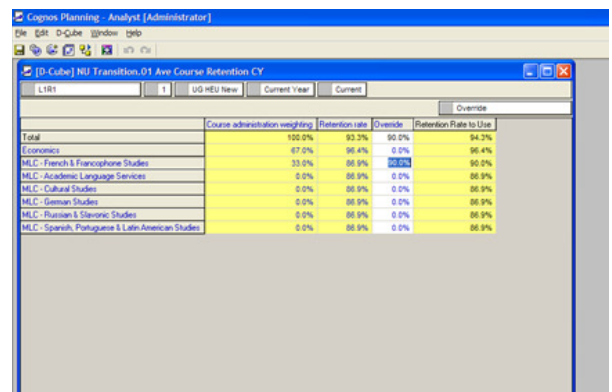 Cognos Planning - Analyst [Administrator]
File Edit D-Cube Window Help
[D-Cube] NU Transition.01 Ave Course Retention CY
L1R1 1 UG HEU New Current Year Current
Override
Course administration weighting Retention rate Override Retention Rate to Use
Total 100.0% 93.3% 90.0% 94.3%
Economics 67.0% 96.4% 0.0% 96.4%
MLC - French & Francophone Studies 33.0% 86.9% 90.0% 90.0%
MLC - Academic Language Services 0.0% 86.9% 0.0% 86.9%
MLC - Cultural Studies 0.0% 86.9% 0.0% 86.9%
MLC - German Studies 0.0% 86.9% 0.0% 86.9%
MLC - Russian & Slavonic Studies 0.0% 86.9% 0.0% 86.9%
MLC - Spanish, Portuguese & Latin American Studies 0.0% 86.9% 0.0% 86.9%